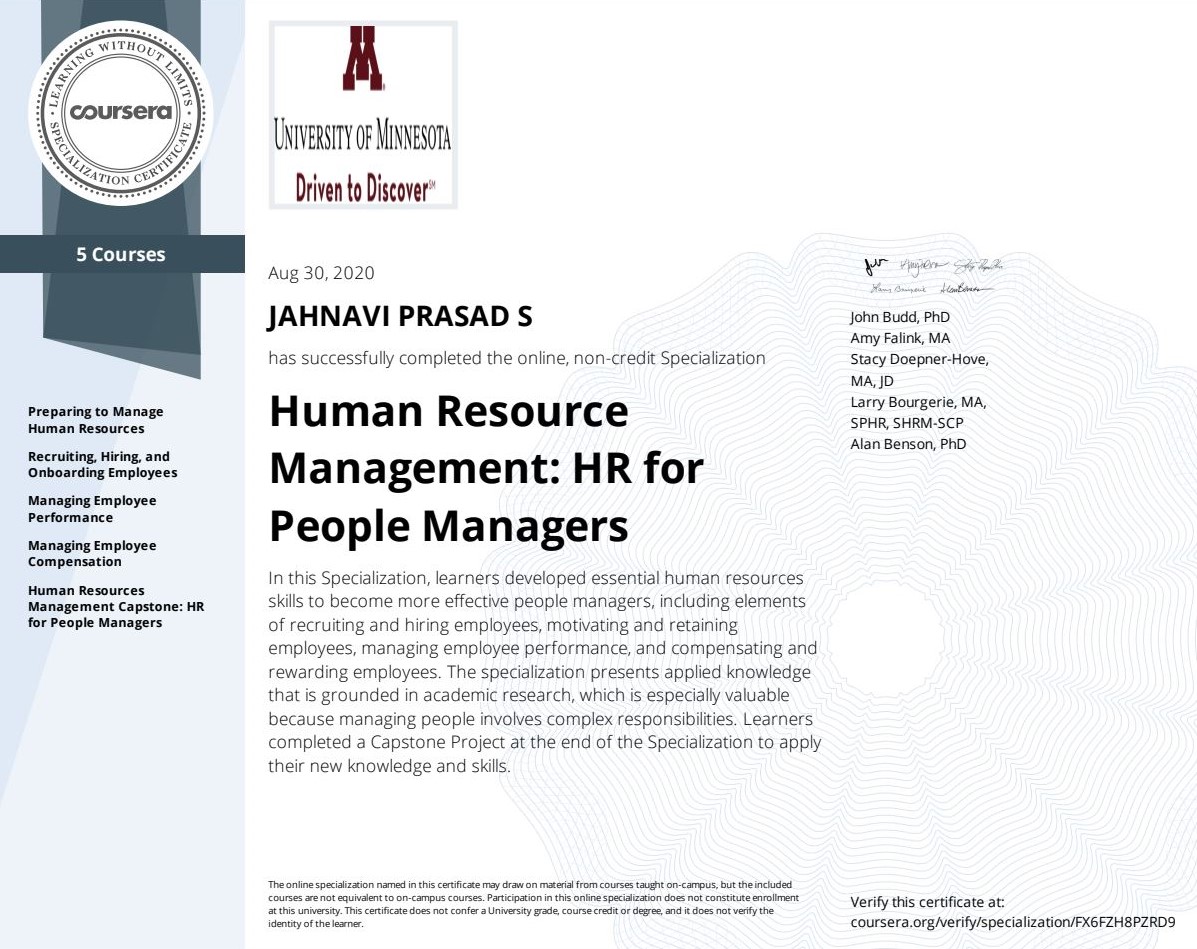 LEARNING WITHOUT LIMITS
coursera
SPECIALIZATION CERTIFICATE
5 Courses
Preparing to Manage
Human Resources
Recruiting, Hiring, and
Onboarding Employees
Managing Employee
Performance
Managing Employee
Compensation
Human Resources
Management Capstone: HR
for People Managers
M
UNIVERSITY OF MINNESOTA
Driven to Discover℠
Aug 30, 2020
JAHNAVI PRASAD S
has successfully completed the online, non-credit Specialization
Human Resource
Management: HR for
People Managers
In this Specialization, learners developed essential human resources
skills to become more effective people managers, including elements
of recruiting and hiring employees, motivating and retaining
employees, managing employee performance, and compensating and
rewarding employees. The specialization presents applied knowledge
that is grounded in academic research, which is especially valuable
because managing people involves complex responsibilities. Learners
completed a Capstone Project at the end of the Specialization to apply
their new knowledge and skills.
John Budd, PhD
Amy Falink, MA
Stacy Doepner-Hove,
MA, JD
Larry Bourgerie, MA,
SPHR, SHRM-SCP
Alan Benson, PhD
The online specialization named in this certificate may draw on material from courses taught on-campus, but the included
courses are not equivalent to on-campus courses. Participation in this online specialization does not constitute enrollment
at this university. This certificate does not confer a University grade, course credit or degree, and it does not verify the
identity of the learner.
Verify this certificate at:
coursera.org/verify/specialization/FX6FZH8PZRD9